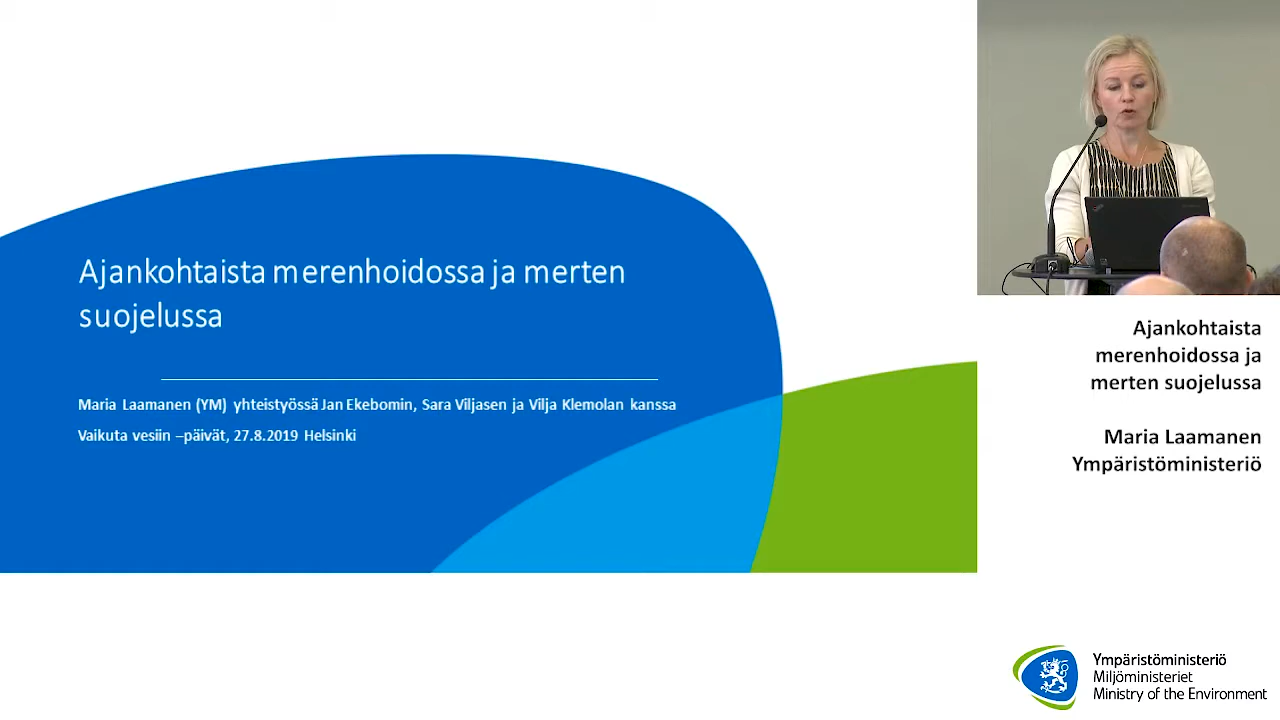 Ajankohtaista merenhoidossa ja merten
suojelussa
Maria Laamanen (YM) yhteistyössä Jan Ekebomin, Sara Viljasen ja Vilja Klemolan kanssa
Vaikuta vesiin –päivät, 27.8.2019 Helsinki
Ajankohtaista
merenhoidossa ja
merten suojelussa
Maria Laamanen
Ympäristöministeriö
Ympäristöministeriö
Miljöministeriet
Ministry of the Environment